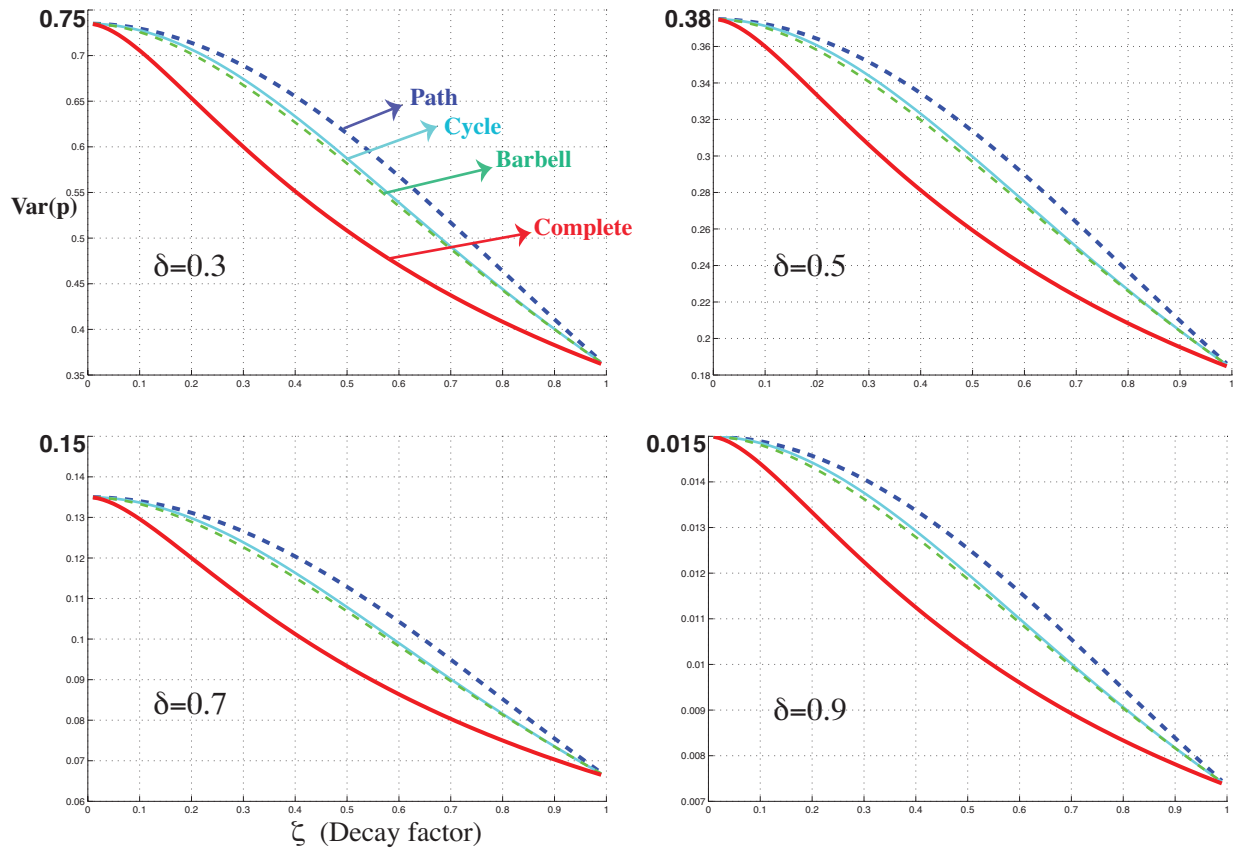 0.75
0.7
0.65
0.6
0.55
Var(p)
0.5
0.45
0.4
0.35
0 0.1 0.2 0.3 0.4 0.5 0.6 0.7 0.8 0.9 1
Path
Cycle
Barbell
Complete
δ=0.3
0.38
0.36
0.34
0.32
0.3
0.28
0.26
0.24
0.22
0.2
0.18
0 0.1 .02 0.3 0.4 0.5 0.6 0.7 0.8 0.9 1
δ=0.5
0.15
0.14
0.13
0.12
0.11
0.1
0.09
0.08
0.07
0.06
0 0.1 0.2 0.3 0.4 0.5 0.6 0.7 0.8 0.9 1
δ=0.7
ζ (Decay factor)
0.015
0.014
0.013
0.012
0.011
0.01
0.009
0.008
0.007
0 0.1 0.2 0.3 0.4 0.5 0.6 0.7 0.8 0.9 1
δ=0.9